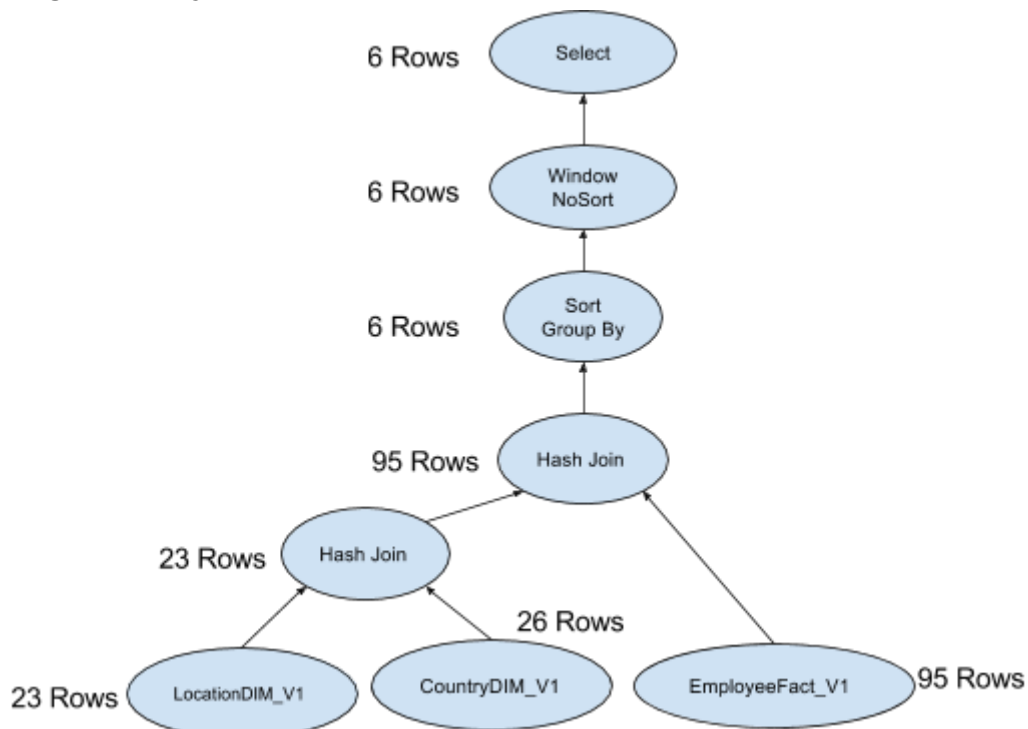 6 Rows
Select
6 Rows
Window
NoSort
6 Rows
Sort
Group By
95 Rows
Hash Join
23 Rows
Hash Join
26 Rows
23 Rows
LocationDIM_V1
CountryDIM_V1
EmployeeFact_V1
95 Rows